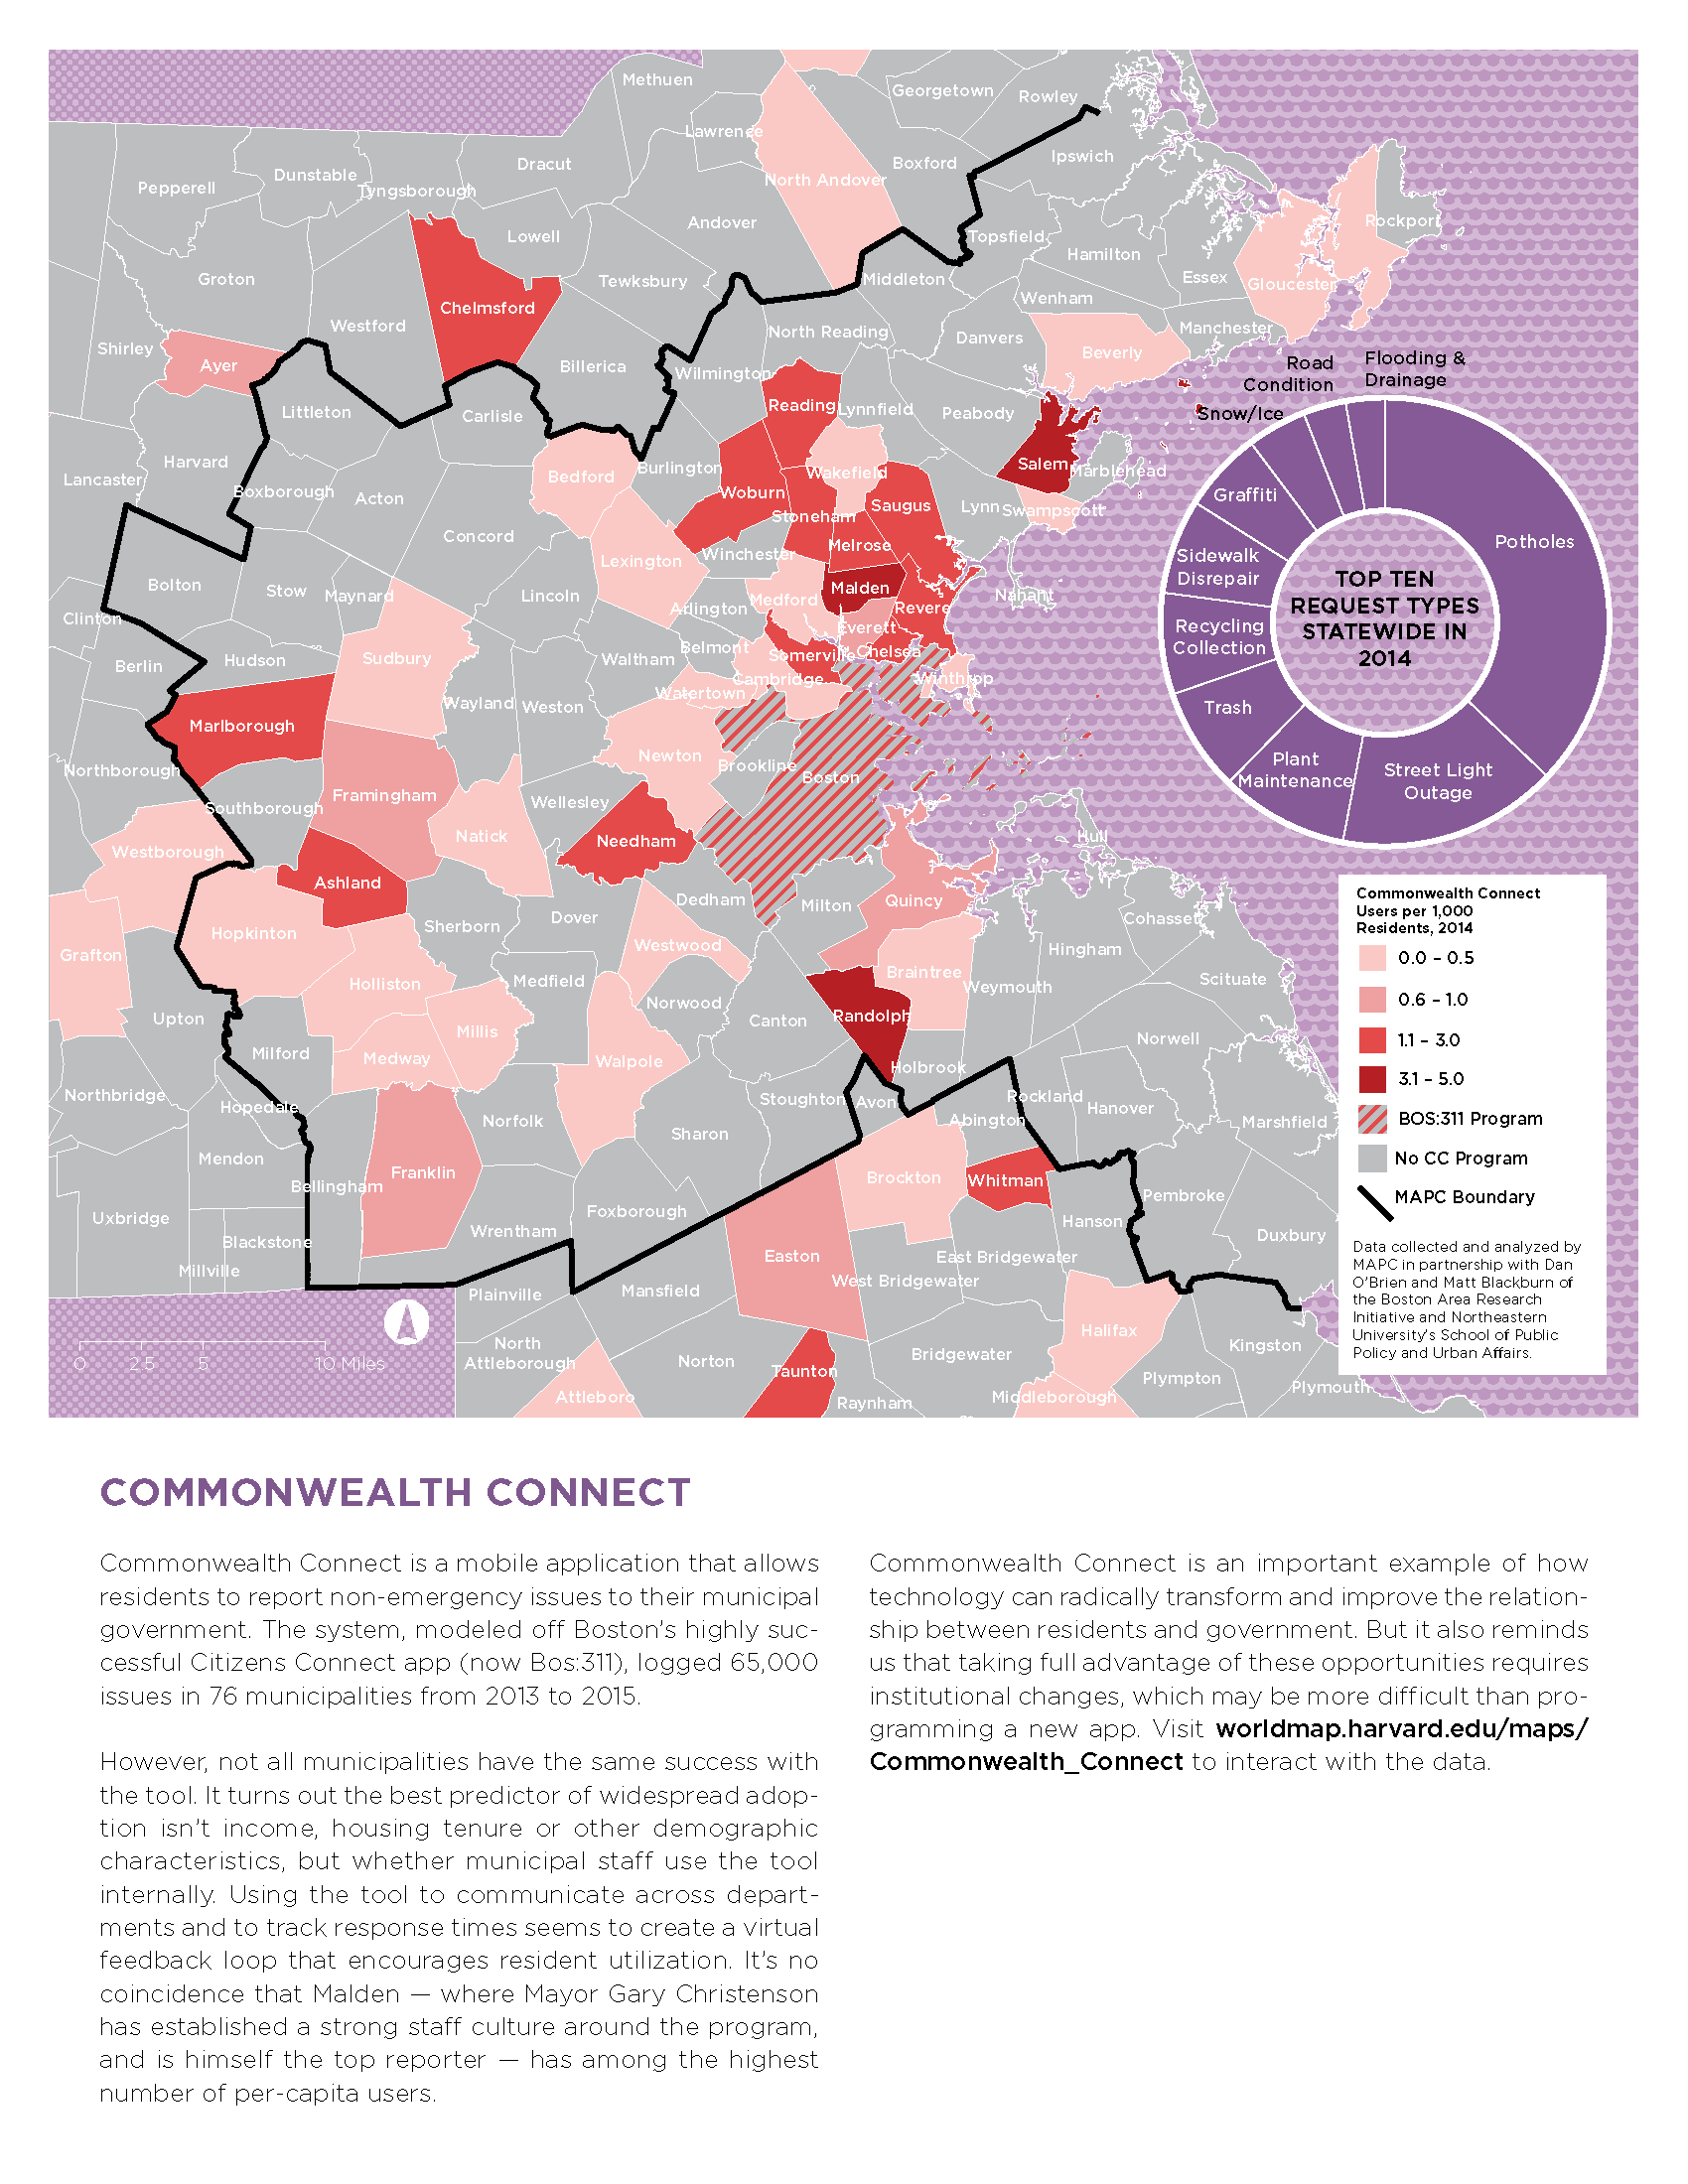 Methuen
Georgetown
Rowley
Lawrence
Dracut
Boxford
Ipswich
Dunstable
Pepperell
Tyngsborough
North Andover
Andover
Rockport
Lowell
Topsfield
Hamilton
Groton
Tewksbury
Middleton
Essex
Gloucester
Chelmsford
Wenham
Westford
North Reading
Danvers
Manchester
Shirley
Ayer
Billerica
Wilmington
Beverly
Littleton
Carlisle
Reading
Lynnfield
Peabody
Harvard
Burlington
Wakefield
Salem
Marblehead
Lancaster
Boxborough
Acton
Bedford
Woburn
Saugus
Lynn
Swampscott
Stoneham
Concord
Melrose
Winchester
Lexington
Bolton
Stow
Maynard
Lincoln
Malden
Medford
Arlington
Revere
Nahant
Clinton
Everett
Belmont
Chelsea
Somerville
Berlin
Hudson
Sudbury
Waltham
Cambridge
Winthrop
Watertown
Wayland
Weston
Marlborough
Newton
Brookline
Boston
Northborough
Southborough
Framingham
Wellesley
Natick
Needham
Hull
Westborough
Ashland
Dedham
Milton
Quincy
Dover
Cohasset
Sherborn
Hopkinton
Westwood
Hingham
Grafton
Braintree
Scituate
Holliston
Medfield
Weymouth
Norwood
Upton
Canton
Randolph
Millis
Norwell
Milford
Medway
Walpole
Holbrook
Northbridge
Hopedale
Stoughton
Avon
Rockland
Hanover
Norfolk
Abington
Marshfield
Sharon
Mendon
Franklin
Brockton
Whitman
Bellingham
Pembroke
Uxbridge
Foxborough
Hanson
Wrentham
Duxbury
Blackstone
Easton
East Bridgewater
Millville
West Bridgewater
Plainville
Mansfield
Halifax
North
Attleborough
Norton
Bridgewater
Kingston
Taunton
Plympton
Attleboro
Raynham
Middleborough
Plymouth
0 2.5 5 10 Miles
Road
Condition
Flooding &
Drainage
Snow/Ice
Graffiti
Potholes
Sidewalk
Disrepair
Recycling
Collection
Trash
Plant
Maintenance
Street Light
Outage
TOP TEN
REQUEST TYPES
STATEWIDE IN
2014
Commonwealth Connect
Users per 1,000
Residents, 2014
0.0 – 0.5
0.6 – 1.0
1.1 – 3.0
3.1 – 5.0
BOS:311 Program
No CC Program
MAPC Boundary
Data collected and analyzed by
MAPC in partnership with Dan
O'Brien and Matt Blackburn of
the Boston Area Research
Initiative and Northeastern
University's School of Public
Policy and Urban Affairs.
COMMONWEALTH CONNECT
Commonwealth Connect is a mobile application that allows
residents to report non-emergency issues to their municipal
government. The system, modeled off Boston's highly suc-
cessful Citizens Connect app (now Bos:311), logged 65,000
issues in 76 municipalities from 2013 to 2015.
However, not all municipalities have the same success with
the tool. It turns out the best predictor of widespread adop-
tion isn't income, housing tenure or other demographic
characteristics, but whether municipal staff use the tool
internally. Using the tool to communicate across depart-
ments and to track response times seems to create a virtual
feedback loop that encourages resident utilization. It's no
coincidence that Malden — where Mayor Gary Christenson
has established a strong staff culture around the program,
and is himself the top reporter — has among the highest
number of per-capita users.
Commonwealth Connect is an important example of how
technology can radically transform and improve the relation-
ship between residents and government. But it also reminds
us that taking full advantage of these opportunities requires
institutional changes, which may be more difficult than pro-
gramming a new app. Visit worldmap.harvard.edu/maps/
Commonwealth_Connect to interact with the data.